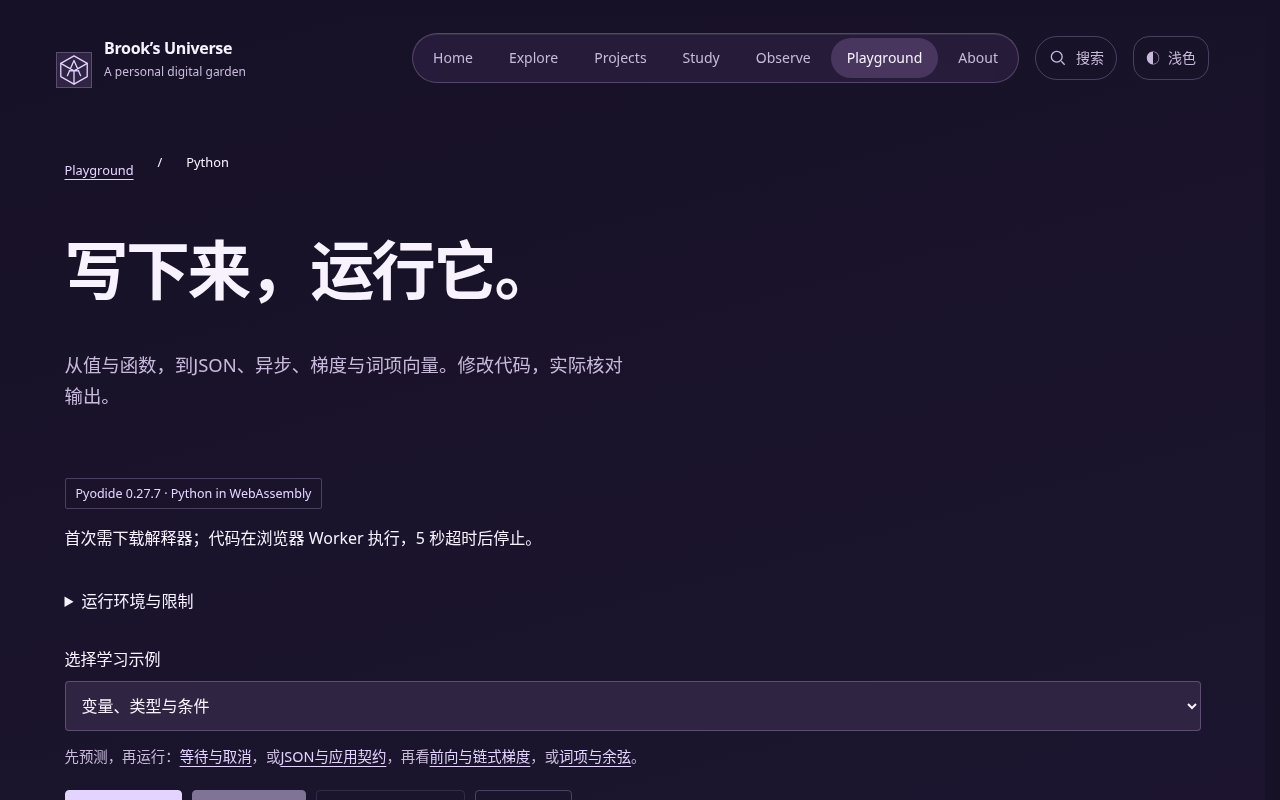 Brook’s Universe
A personal digital garden
Home Explore Projects Study Observe Playground About 搜索 浅色
Playground / Python
写下来，运行它。
从值与函数，到JSON、异步、梯度与词项向量。修改代码，实际核对
输出。
Pyodide 0.27.7 · Python in WebAssembly
首次需下载解释器；代码在浏览器 Worker 执行，5 秒超时后停止。
运行环境与限制
选择学习示例
变量、类型与条件
先预测，再运行：等待与取消，或JSON与应用契约，再看前向与链式梯度，或词项与余弦。